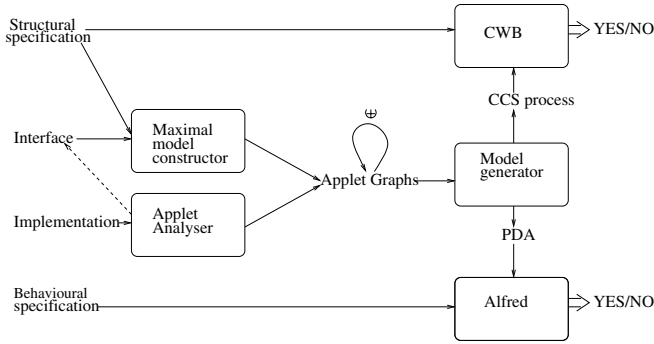 Structural
specification
CWB
YES/NO
CCS process
⊕
Interface
Maximal
model
constructor
Applet Graphs
Model
generator
Implementation
Applet
Analyser
PDA
Behavioural
specification
Alfred
YES/NO